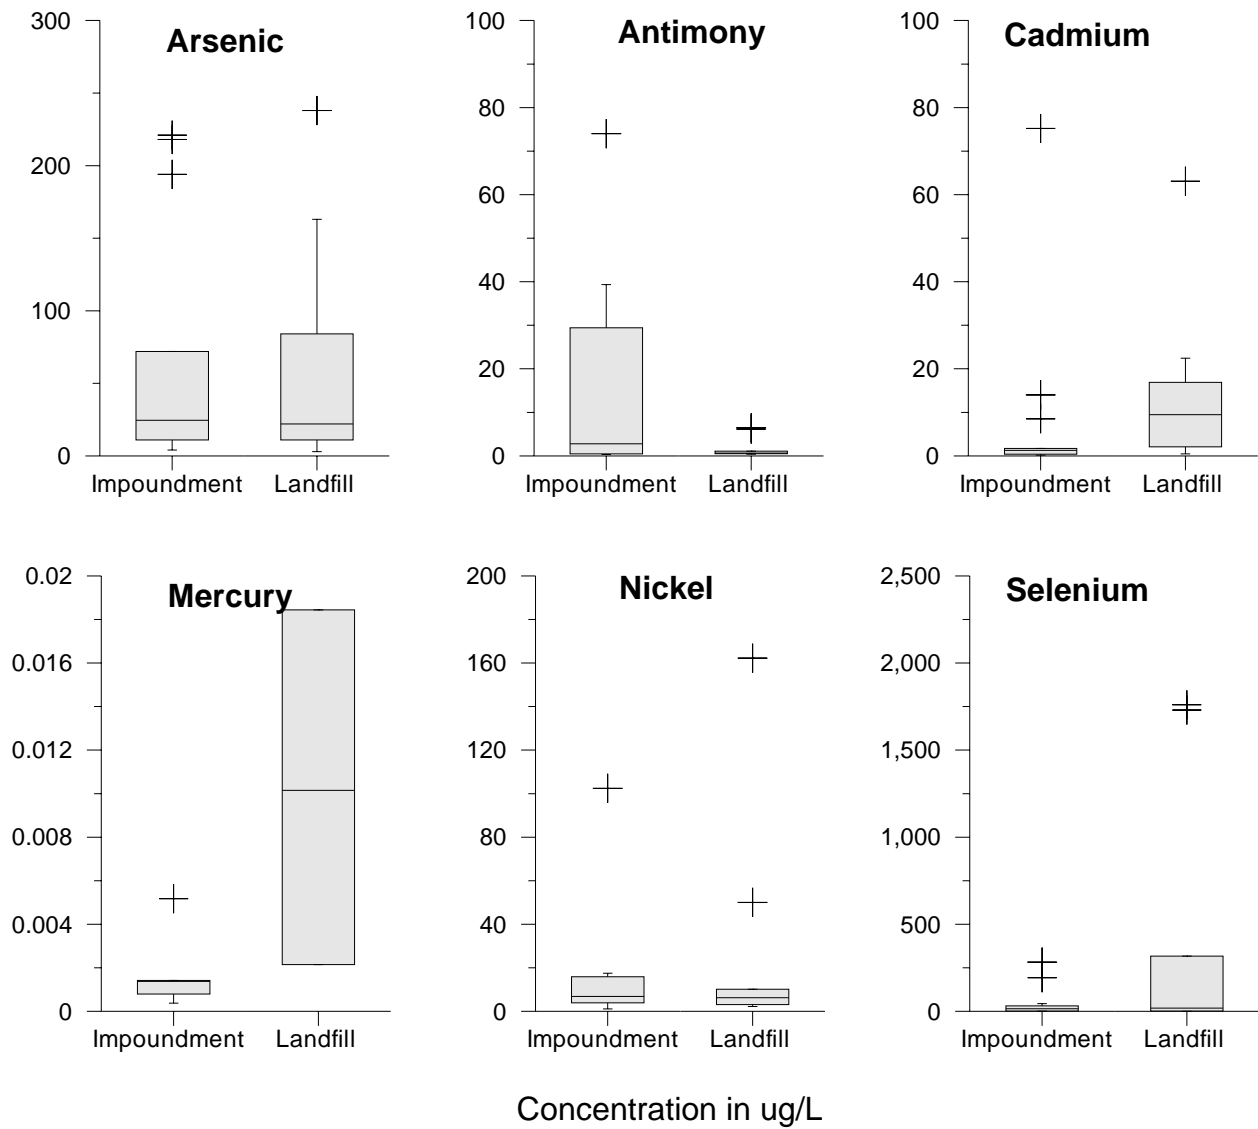 Arsenic
300
200
100
0
Impoundment Landfill
Antimony
100
80
60
40
20
0
Impoundment Landfill
Cadmium
100
80
60
40
20
0
Impoundment Landfill
Mercury
0.02
0.016
0.012
0.008
0.004
0
Impoundment Landfill
Nickel
200
160
120
80
40
0
Impoundment Landfill
Selenium
2,500
2,000
1,500
1,000
500
0
Impoundment Landfill
Concentration in ug/L